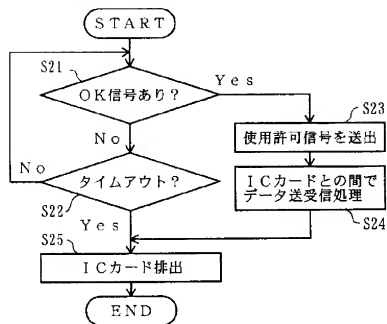 START
S21
OK信号あり？
Yes
S23
No
使用許可信号を送出
No
タイムアウト？
ICカードとの間で
データ送受信処理
S22
S24
Yes
S25
ICカード排出
END